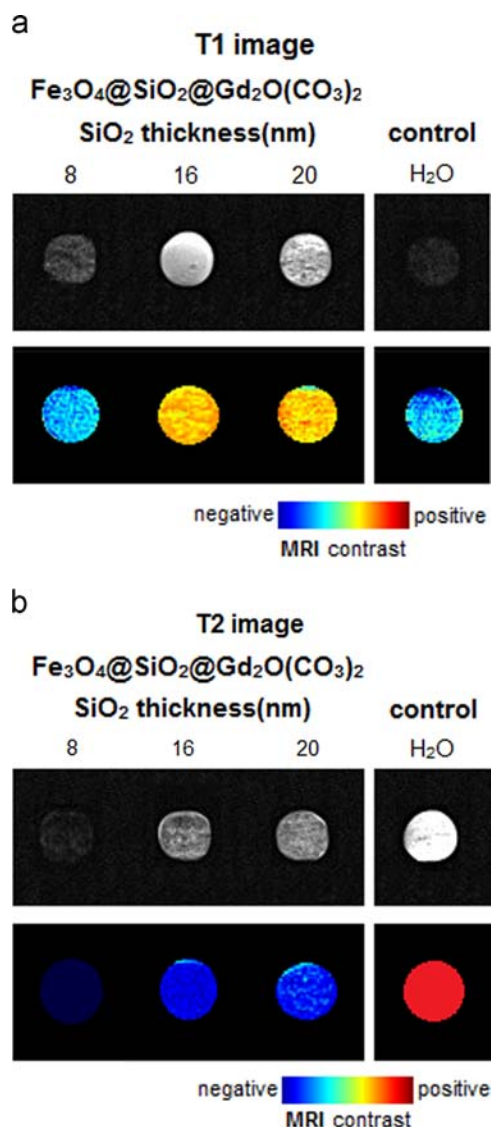 a
T1 image
Fe₃O₄@SiO₂@Gd₂O(CO₃)₂
SiO₂ thickness(nm) control
8 16 20 H₂O
negative positive
MRI contrast
b
T2 image
Fe₃O₄@SiO₂@Gd₂O(CO₃)₂
SiO₂ thickness(nm) control
8 16 20 H₂O
negative positive
MRI contrast